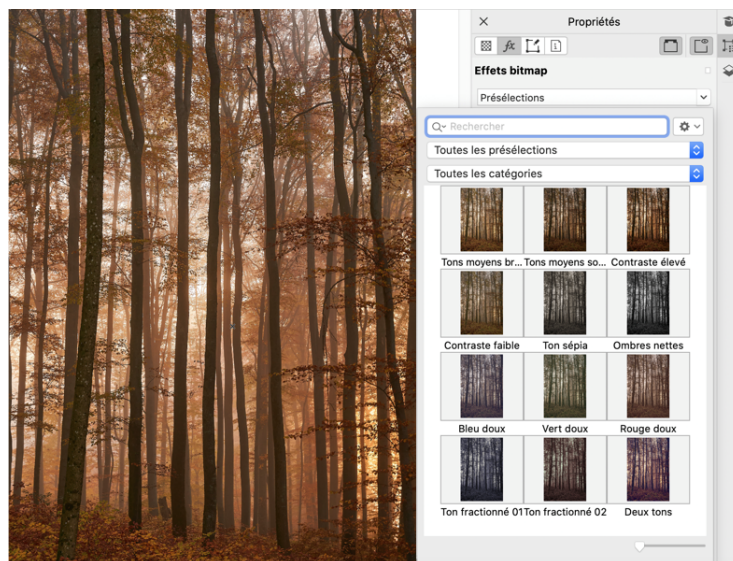 Propriétés
fx
Effets bitmap
Présélections
Rechercher
Toutes les présélections
Toutes les catégories
Tons moyens br... Tons moyens so... Contraste élevé
Contraste faible Ton sépia Ombres nettes
Bleu doux Vert doux Rouge doux
Ton fractionné 01 Ton fractionné 02 Deux tons